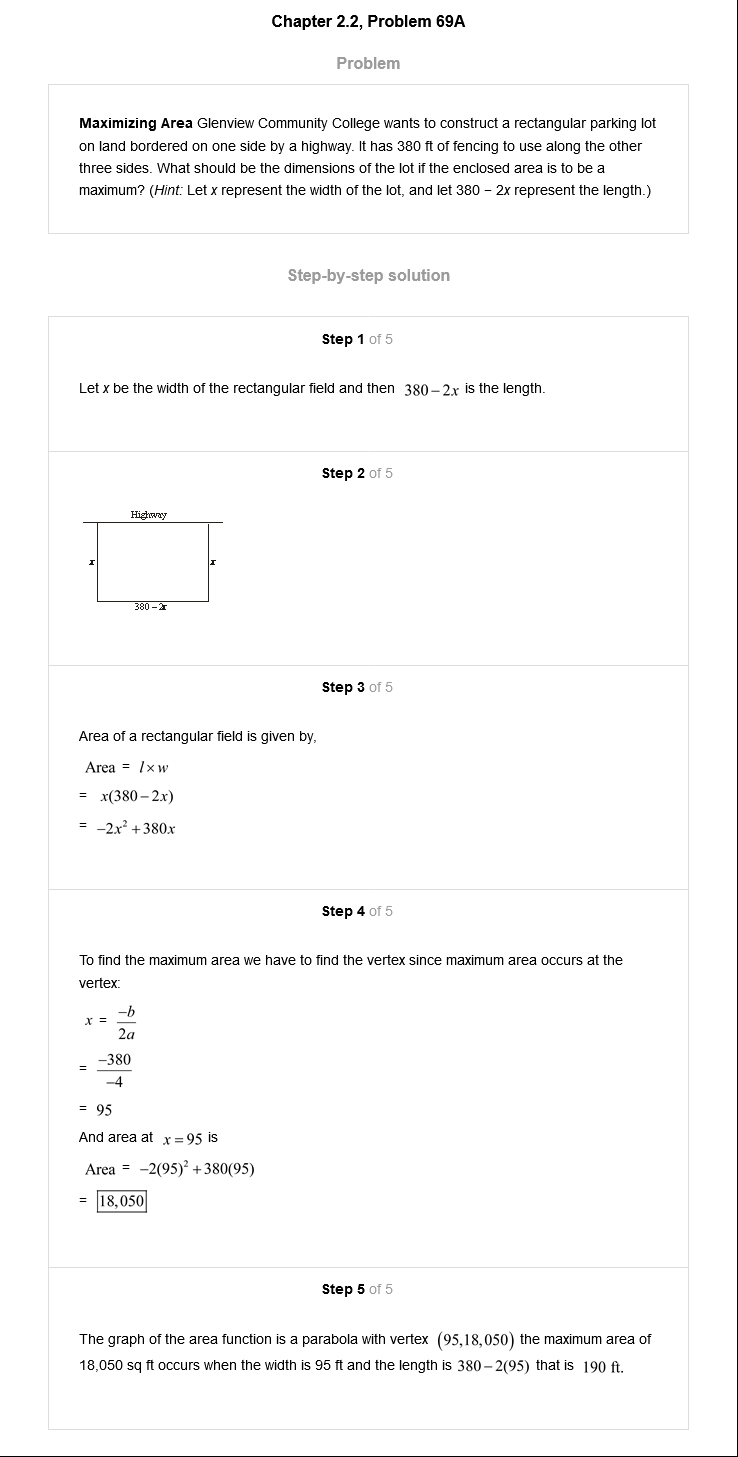 Chapter 2.2, Problem 69A
Problem
Maximizing Area Glenview Community College wants to construct a rectangular parking lot
on land bordered on one side by a highway. It has 380 ft of fencing to use along the other
three sides. What should be the dimensions of the lot if the enclosed area is to be a
maximum? (Hint: Let x represent the width of the lot, and let 380 − 2x represent the length.)
Step-by-step solution
Step 1 of 5
Let x be the width of the rectangular field and then 380−2x is the length.
Step 2 of 5
Highway
x x
380 − 2x
Step 3 of 5
Area of a rectangular field is given by,
Area = l×w
= x(380−2x)
= −2x²+380x
Step 4 of 5
To find the maximum area we have to find the vertex since maximum area occurs at the
vertex:
x = −b/2a
= −380/−4
= 95
And area at x=95 is
Area = −2(95)²+380(95)
= 18,050
Step 5 of 5
The graph of the area function is a parabola with vertex (95,18,050) the maximum area of
18,050 sq ft occurs when the width is 95 ft and the length is 380−2(95) that is 190 ft.